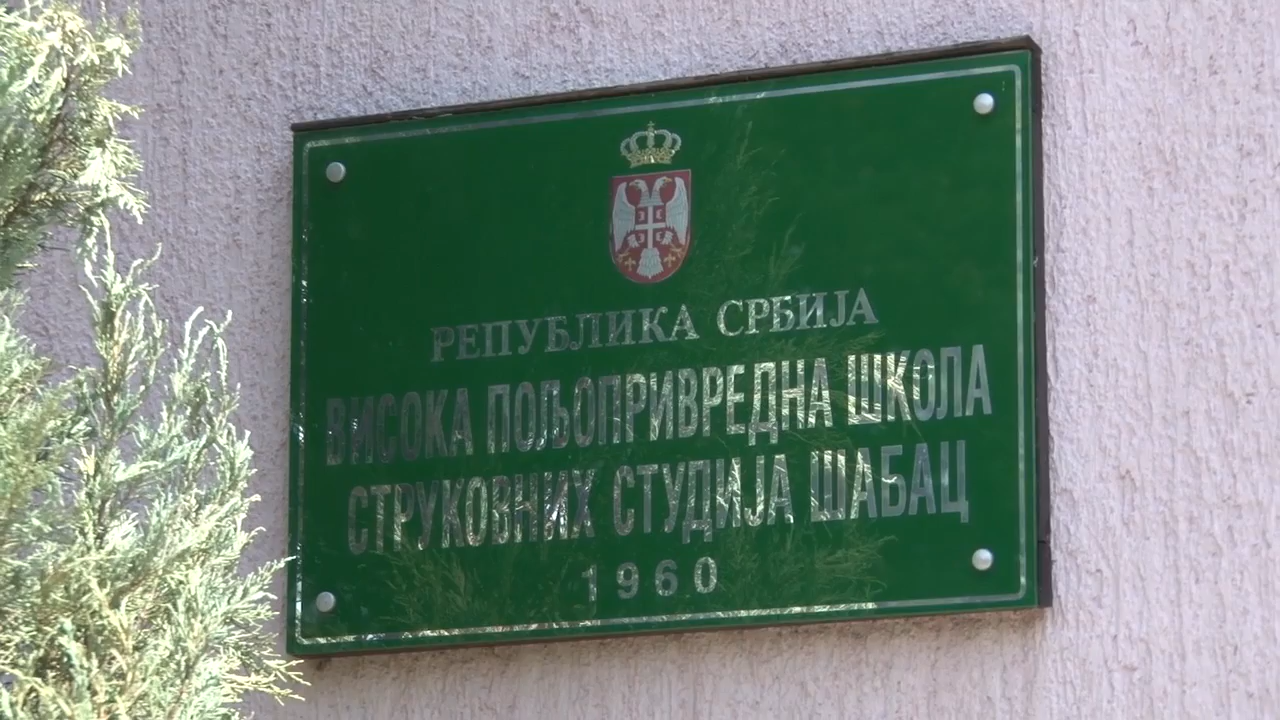 РЕПУБЛИКА СРБИЈА
ВИСОКА ПОЉОПРИВРЕДНА ШКОЛА
СТРУКОВНИХ СТУДИЈА ШАБАЦ
1960